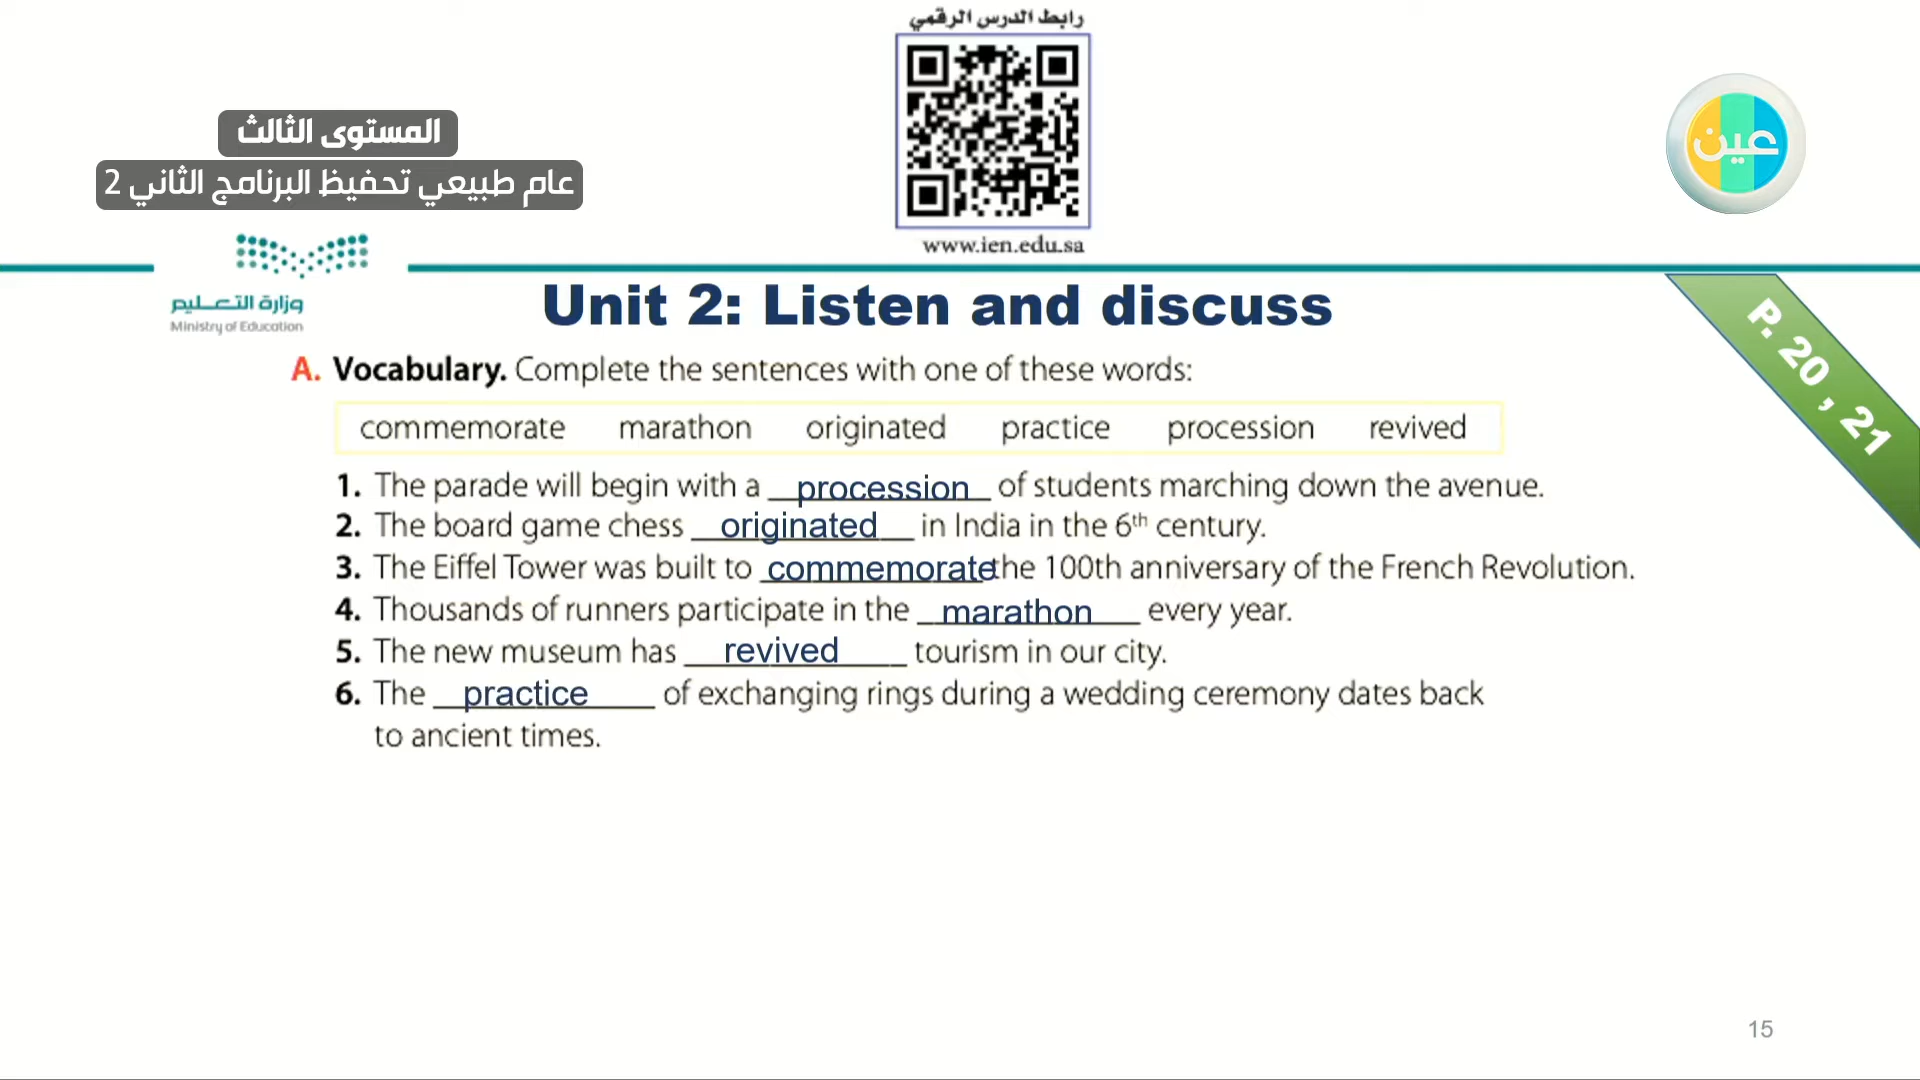 رابط الدرس الرقمي
المستوى الثالث
عام طبيعي تحفيظ البرنامج الثاني 2
عين
www.ien.edu.sa
وزارة التعليم
Ministry of Education
Unit 2: Listen and discuss
P. 20 , 21
A. Vocabulary. Complete the sentences with one of these words:
commemorate marathon originated practice procession revived
1. The parade will begin with a procession of students marching down the avenue.
2. The board game chess originated in India in the 6th century.
3. The Eiffel Tower was built to commemorate the 100th anniversary of the French Revolution.
4. Thousands of runners participate in the marathon every year.
5. The new museum has revived tourism in our city.
6. The practice of exchanging rings during a wedding ceremony dates back
to ancient times.
15